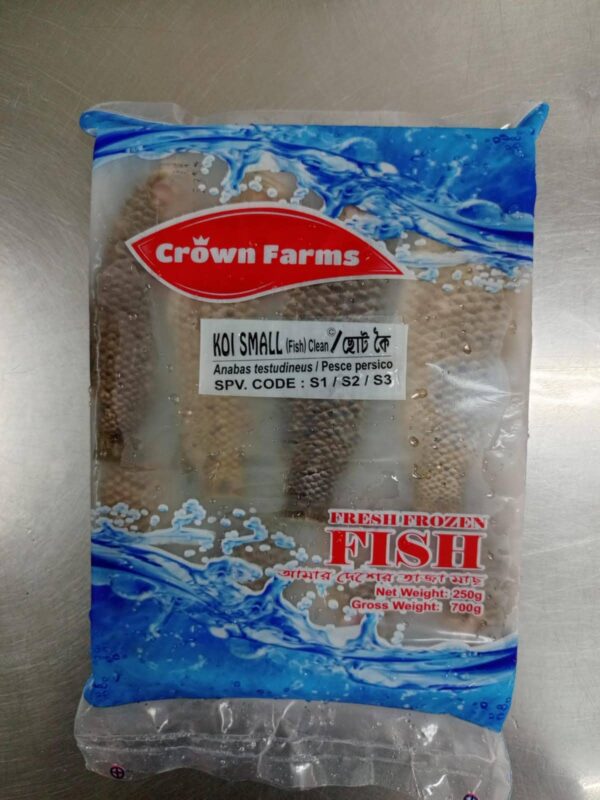 Crown Farms
KOI SMALL (Fish) Clean © / ছোট কৈ
Anabas testudineus / Pesce persico
SPV. CODE : S1 / S2 / S3
FRESH FROZEN
FISH
আমার দেশের তাজা মাছ
Net Weight: 250g
Gross Weight: 700g